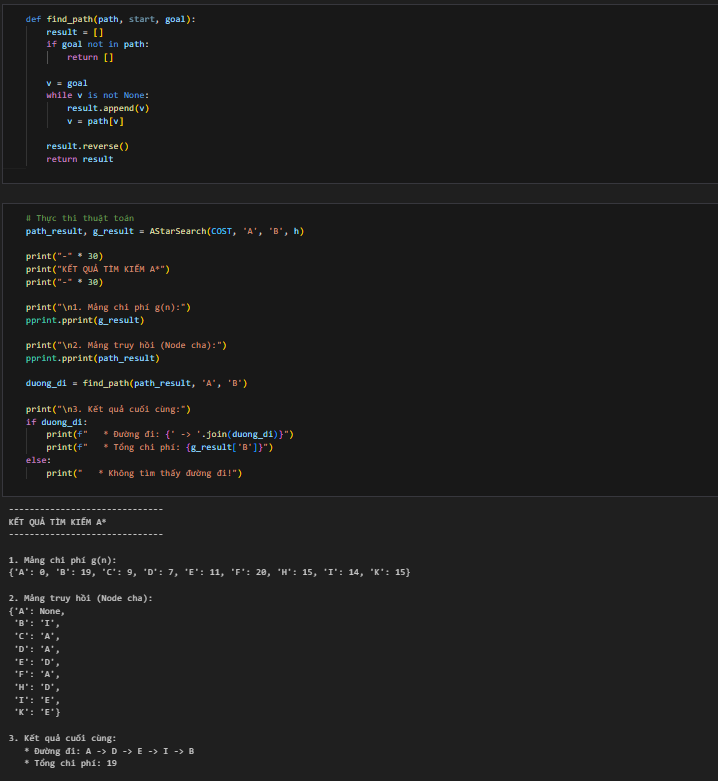 def find_path(path, start, goal):
    result = []
    if goal not in path:
        return []

    v = goal
    while v is not None:
        result.append(v)
        v = path[v]

    result.reverse()
    return result

# Thực thi thuật toán
path_result, g_result = AStarSearch(COST, 'A', 'B', h)

print("-" * 30)
print("KẾT QUẢ TÌM KIẾM A*")
print("-" * 30)

print("\n1. Mảng chi phí g(n):")
pprint.pprint(g_result)

print("\n2. Mảng truy hồi (Node cha):")
pprint.pprint(path_result)

duong_di = find_path(path_result, 'A', 'B')

print("\n3. Kết quả cuối cùng:")
if duong_di:
    print(f"   * Đường đi: {' -> '.join(duong_di)}")
    print(f"   * Tổng chi phí: {g_result['B']}")
else:
    print("   * Không tìm thấy đường đi!")

------------------------------
KẾT QUẢ TÌM KIẾM A*
------------------------------

1. Mảng chi phí g(n):
{'A': 0, 'B': 19, 'C': 9, 'D': 7, 'E': 11, 'F': 20, 'H': 15, 'I': 14, 'K': 15}

2. Mảng truy hồi (Node cha):
{'A': None,
 'B': 'I',
 'C': 'A',
 'D': 'A',
 'E': 'D',
 'F': 'A',
 'H': 'D',
 'I': 'E',
 'K': 'E'}

3. Kết quả cuối cùng:
   * Đường đi: A -> D -> E -> I -> B
   * Tổng chi phí: 19